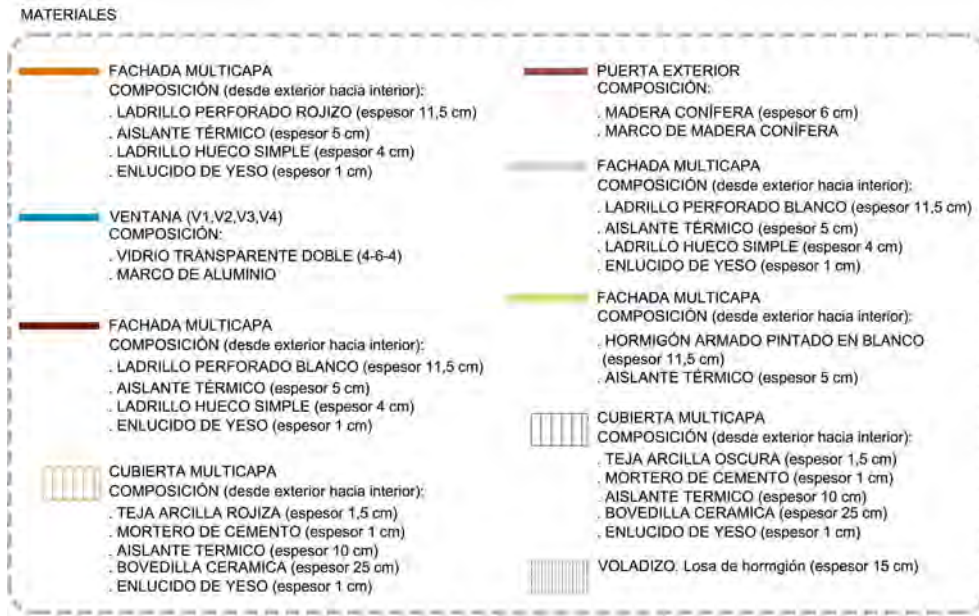 MATERIALES
FACHADA MULTICAPA
COMPOSICIÓN (desde exterior hacia interior):
. LADRILLO PERFORADO ROJIZO (espesor 11,5 cm)
. AISLANTE TÉRMICO (espesor 5 cm)
. LADRILLO HUECO SIMPLE (espesor 4 cm)
. ENLUCIDO DE YESO (espesor 1 cm)
VENTANA (V1,V2,V3,V4)
COMPOSICIÓN:
. VIDRIO TRANSPARENTE DOBLE (4-6-4)
. MARCO DE ALUMINIO
FACHADA MULTICAPA
COMPOSICIÓN (desde exterior hacia interior):
. LADRILLO PERFORADO BLANCO (espesor 11,5 cm)
. AISLANTE TÉRMICO (espesor 5 cm)
. LADRILLO HUECO SIMPLE (espesor 4 cm)
. ENLUCIDO DE YESO (espesor 1 cm)
CUBIERTA MULTICAPA
COMPOSICIÓN (desde exterior hacia interior):
. TEJA ARCILLA ROJIZA (espesor 1,5 cm)
. MORTERO DE CEMENTO (espesor 1 cm)
. AISLANTE TERMICO (espesor 10 cm)
. BOVEDILLA CERAMICA (espesor 25 cm)
. ENLUCIDO DE YESO (espesor 1 cm)
PUERTA EXTERIOR
COMPOSICIÓN:
. MADERA CONÍFERA (espesor 6 cm)
. MARCO DE MADERA CONÍFERA
FACHADA MULTICAPA
COMPOSICIÓN (desde exterior hacia interior):
. LADRILLO PERFORADO BLANCO (espesor 11,5 cm)
. AISLANTE TÉRMICO (espesor 5 cm)
. LADRILLO HUECO SIMPLE (espesor 4 cm)
. ENLUCIDO DE YESO (espesor 1 cm)
FACHADA MULTICAPA
COMPOSICIÓN (desde exterior hacia interior):
. HORMIGÓN ARMADO PINTADO EN BLANCO
(espesor 11,5 cm)
. AISLANTE TÉRMICO (espesor 5 cm)
CUBIERTA MULTICAPA
COMPOSICIÓN (desde exterior hacia interior):
. TEJA ARCILLA OSCURA (espesor 1,5 cm)
. MORTERO DE CEMENTO (espesor 1 cm)
. AISLANTE TERMICO (espesor 10 cm)
. BOVEDILLA CERAMICA (espesor 25 cm)
. ENLUCIDO DE YESO (espesor 1 cm)
VOLADIZO. Losa de horrngión (espesor 15 cm)